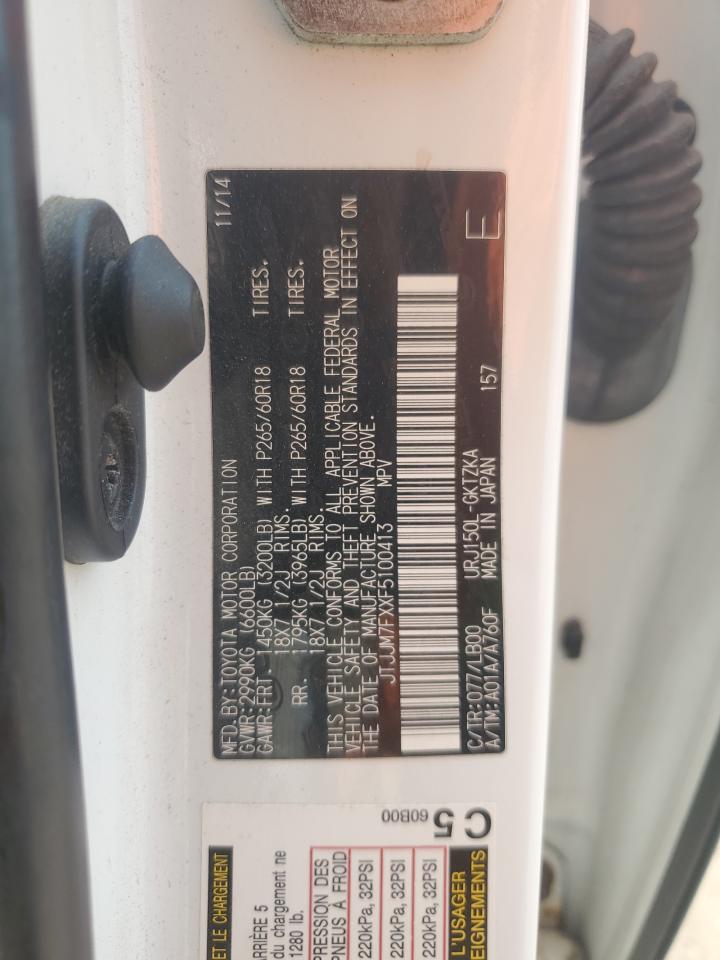 MFD.BY:TOYOTA MOTOR CORPORATION 11/14
GVWR:2990KG (6600LB)
GAWR:FRT. 1450KG (3200LB) WITH P265/60R18 TIRES.
18X7 1/2J RIMS.
RR. 1795KG (3965LB) WITH P265/60R18 TIRES.
18X7 1/2J RIMS.
THIS VEHICLE CONFORMS TO ALL APPLICABLE FEDERAL MOTOR
VEHICLE SAFETY AND THEFT PREVENTION STANDARDS IN EFFECT ON
THE DATE OF MANUFACTURE SHOWN ABOVE.
JTJJM7FXXF5100413 MPV
C/TR:077/LB00 URJ150L-GKTZKA
A/TM:A01A/A760F MADE IN JAPAN 157 E
ET LE CHARGEMENT
ARRIÈRE 5
du chargement ne
1280 lb.
PRESSION DES
PNEUS À FROID
220kPa, 32PSI
220kPa, 32PSI
220kPa, 32PSI
60B00
C 5
L'USAGER
EIGNEMENTS